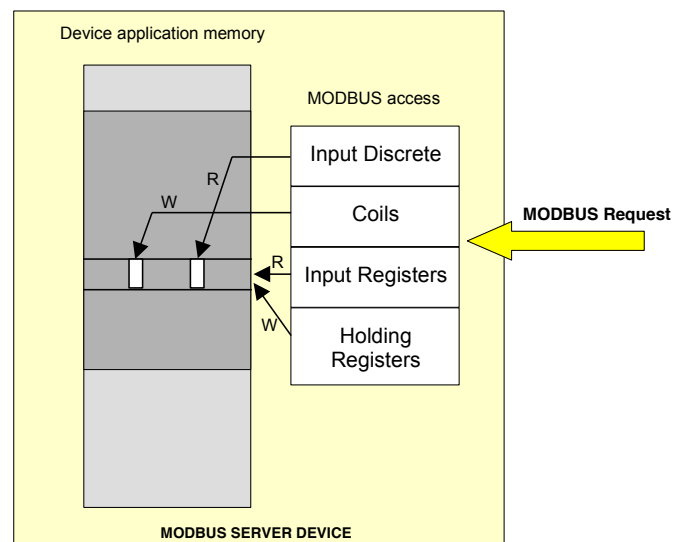 Device application memory
MODBUS access
Input Discrete
R
W
Coils
MODBUS Request
R
Input Registers
W
Holding
Registers
MODBUS SERVER DEVICE